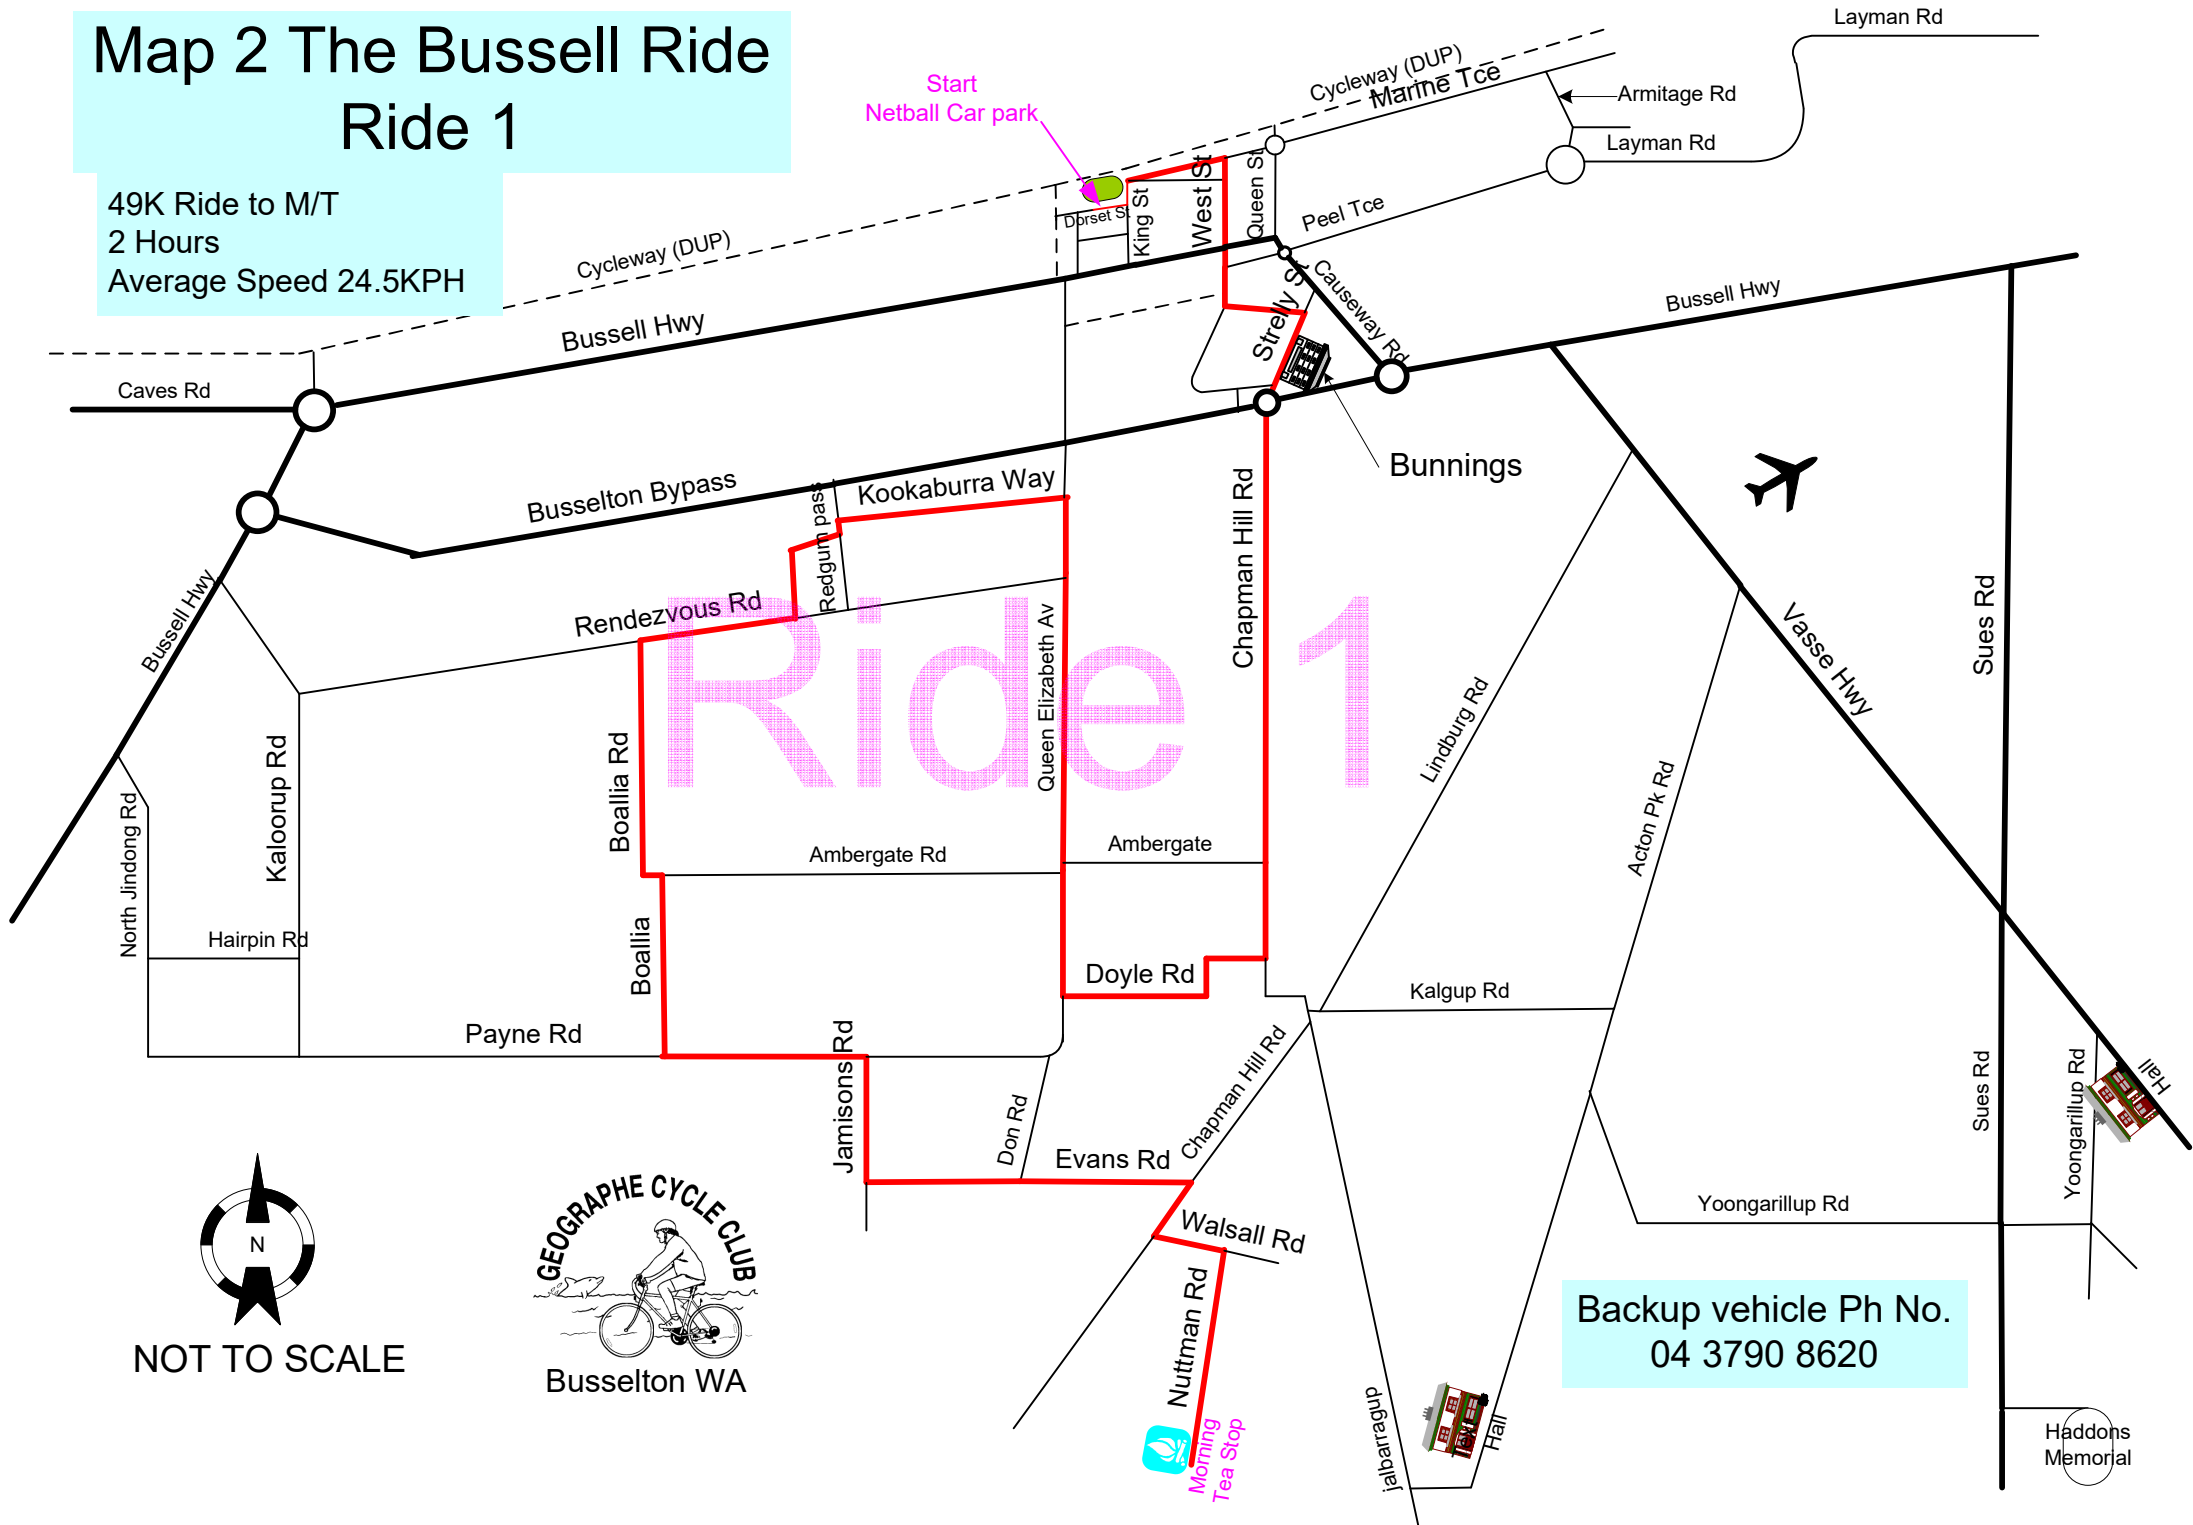 Map 2 The Bussell Ride
Ride 1
49K Ride to M/T
2 Hours
Average Speed 24.5KPH
Start
Netball Car park
Cycleway (DUP)
Marine Tce
Layman Rd
Armitage Rd
Layman Rd
Cycleway (DUP)
Dorset St
King St
West St
Queen St
Peel Tce
Strelly St
Causeway Rd
Bussell Hwy
Bussell Hwy
Caves Rd
Bunnings
Busselton Bypass
Kookaburra Way
Redgum pass
Rendezvous Rd
Bussell Hwy
Ride 1
Queen Elizabeth Av
Chapman Hill Rd
Lindburg Rd
Vasse Hwy
Sues Rd
Acton Pk Rd
Kaloorup Rd
North Jindong Rd
Boallia Rd
Ambergate Rd
Ambergate
Hairpin Rd
Boallia
Doyle Rd
Kalgup Rd
Payne Rd
Jamisons Rd
Don Rd
Chapman Hill Rd
Evans Rd
Sues Rd
Yoongarillup Rd
Hall
Yoongarillup Rd
Walsall Rd
Nuttman Rd
Morning
Tea Stop
jalbarragup
Hall
N
NOT TO SCALE
GEOGRAPHE CYCLE CLUB
Busselton WA
Backup vehicle Ph No.
04 3790 8620
Haddons
Memorial